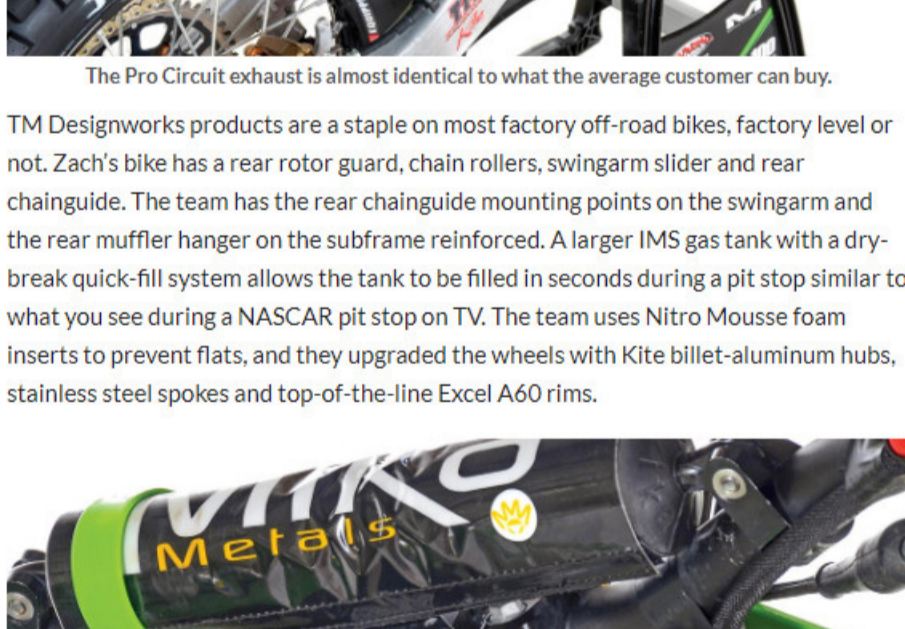 The Pro Circuit exhaust is almost identical to what the average customer can buy.
TM Designworks products are a staple on most factory off-road bikes, factory level or
not. Zach's bike has a rear rotor guard, chain rollers, swingarm slider and rear
chainguide. The team has the rear chainguide mounting points on the swingarm and
the rear muffler hanger on the subframe reinforced. A larger IMS gas tank with a dry-
break quick-fill system allows the tank to be filled in seconds during a pit stop similar to
what you see during a NASCAR pit stop on TV. The team uses Nitro Mousse foam
inserts to prevent flats, and they upgraded the wheels with Kite billet-aluminum hubs,
stainless steel spokes and top-of-the-line Excel A60 rims.
Metals